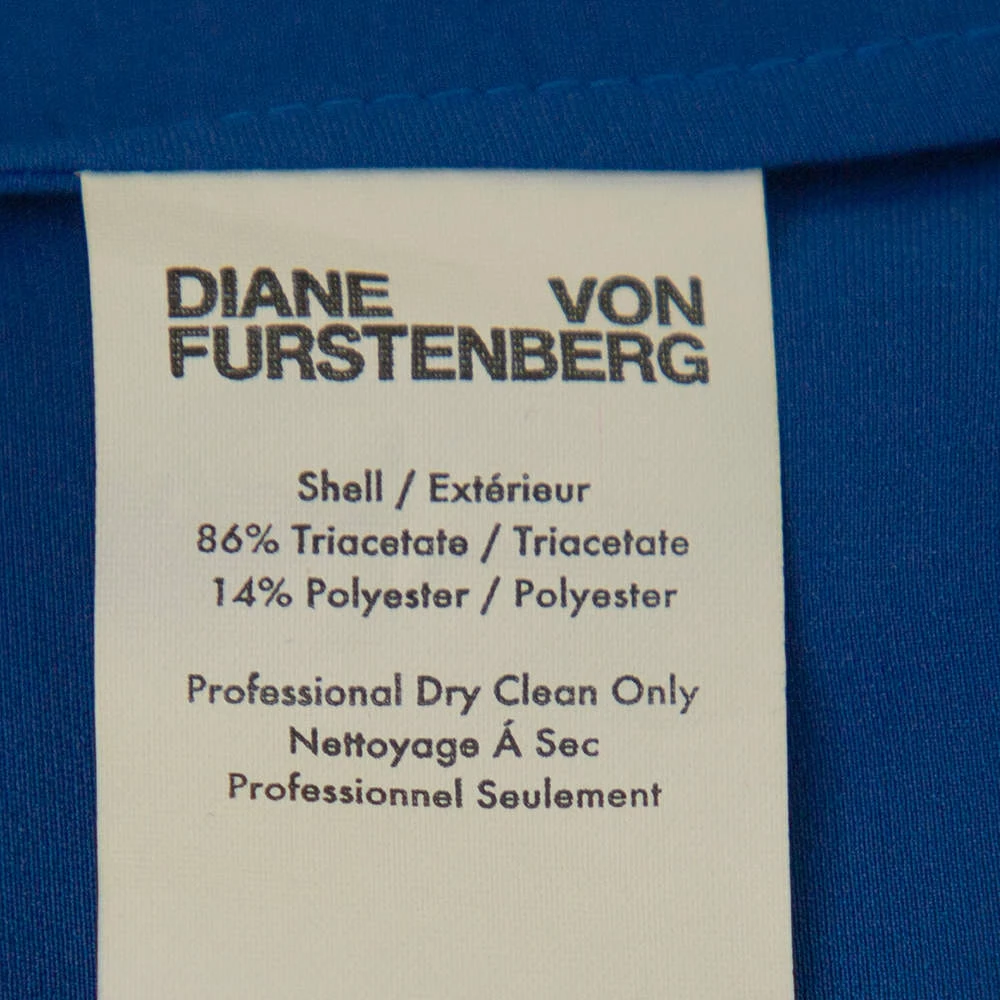 DIANE VON
FURSTENBERG
Shell / Extérieur
86% Triacetate / Triacetate
14% Polyester / Polyester
Professional Dry Clean Only
Nettoyage Á Sec
Professionnel Seulement